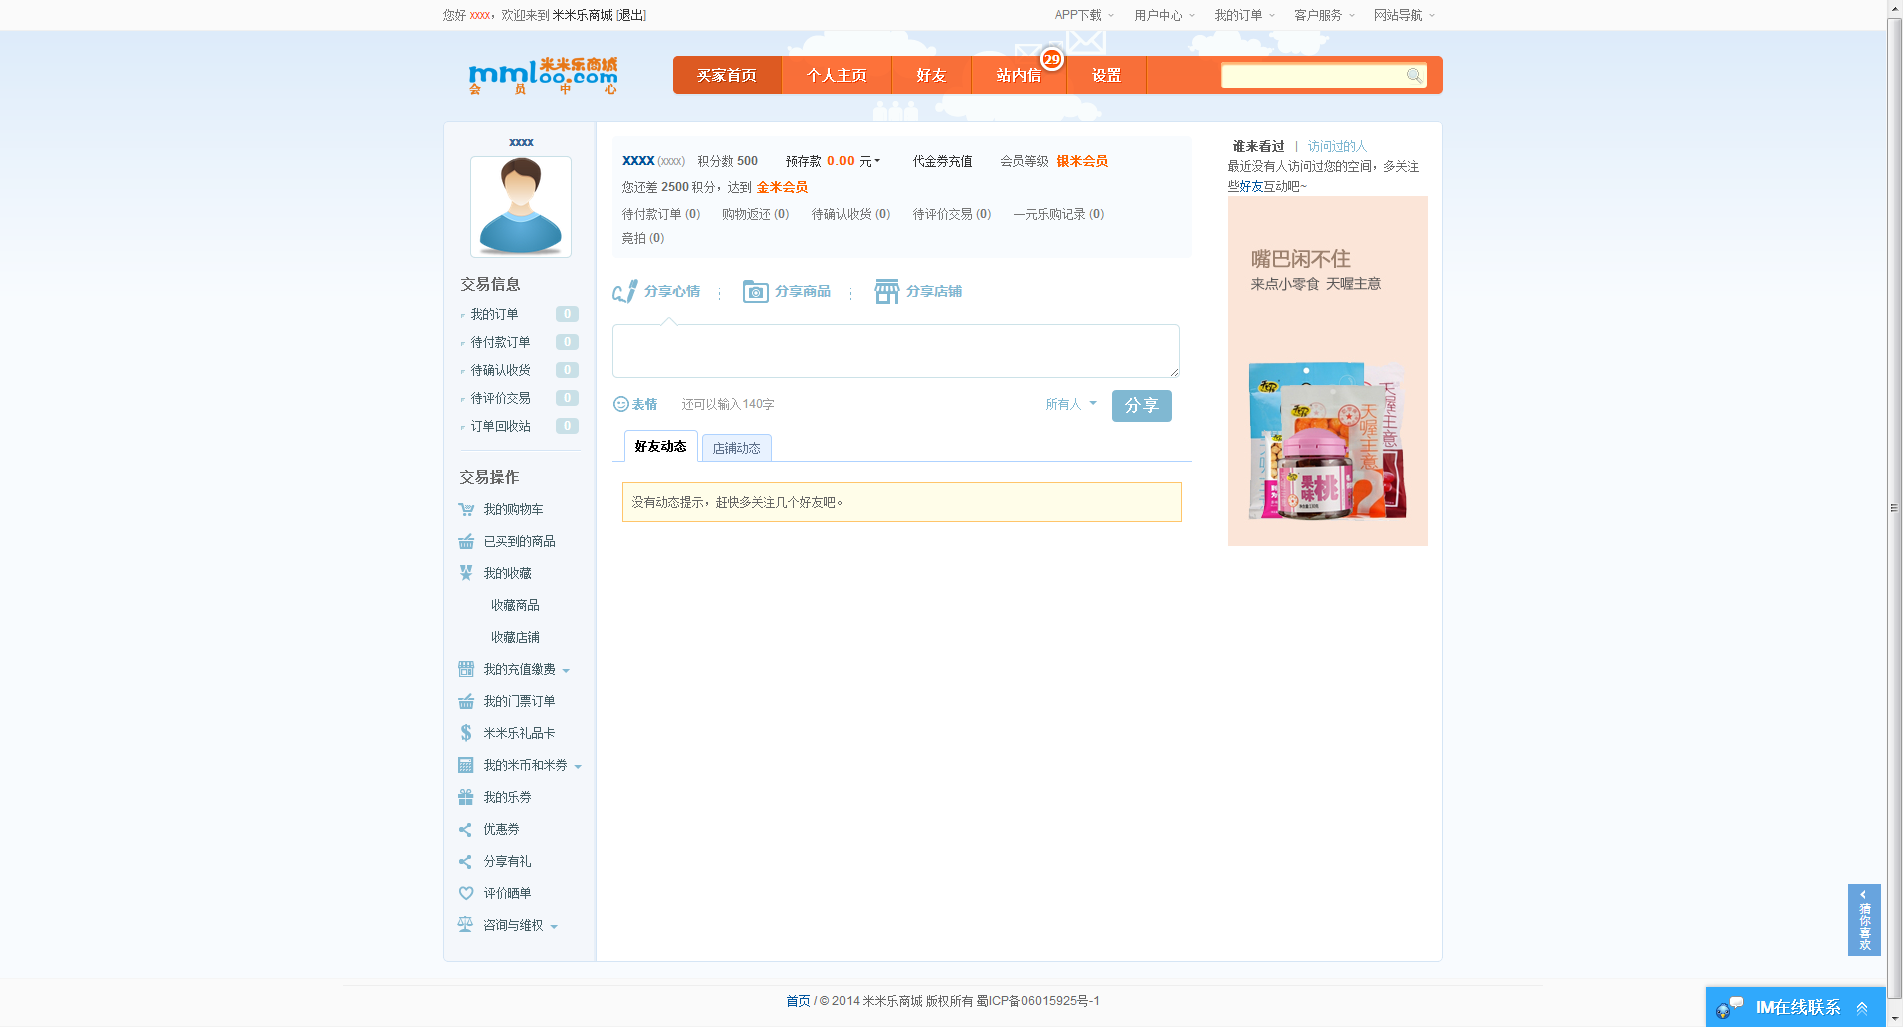 您好 xxxx，欢迎来到 米米乐商城 [退出]
APP下载 用户中心 我的订单 客户服务 网站导航
mmloo.com 米米乐商城
会员中心
买家首页 个人主页 好友 站内信 29 设置
xxxx
交易信息
我的订单 0
待付款订单 0
待确认收货 0
待评价交易 0
订单回收站 0
交易操作
我的购物车
已买到的商品
我的收藏
收藏商品
收藏店铺
我的充值缴费
我的门票订单
米米乐礼品卡
我的米币和米券
我的乐券
优惠券
分享有礼
评价晒单
咨询与维权
XXXX (xxxx) 积分数 500 预存款 0.00 元 代金券充值 会员等级 银米会员
您还差 2500 积分，达到 金米会员
待付款订单 (0) 购物返还 (0) 待确认收货 (0) 待评价交易 (0) 一元乐购记录 (0)
竞拍 (0)
分享心情 分享商品 分享店铺
表情 还可以输入140字 所有人 分享
好友动态 店铺动态
没有动态提示，赶快多关注几个好友吧。
谁来看过 | 访问过的人
最近没有人访问过您的空间，多关注
些好友互动吧~
嘴巴闲不住
来点小零食 天喔主意
天喔主意
果味桃
猜你喜欢
首页 / © 2014 米米乐商城 版权所有 蜀ICP备06015925号-1
IM在线联系